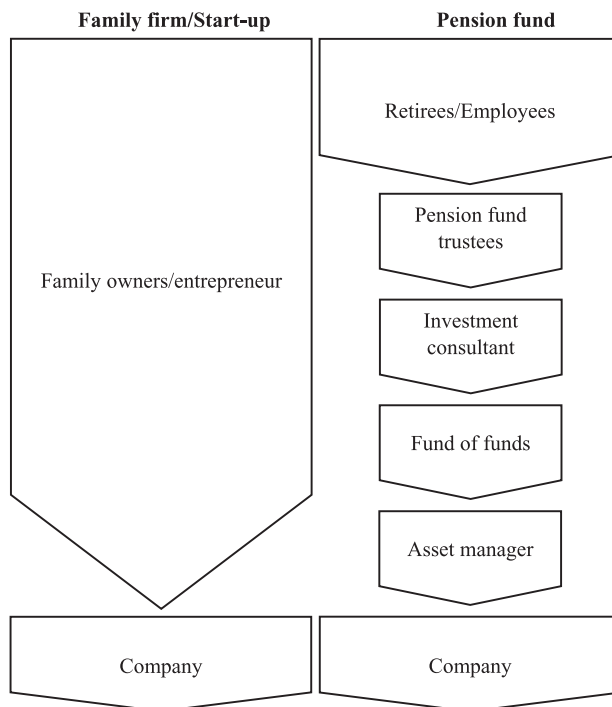 Family firm/Start-up
Pension fund
Retirees/Employees
Pension fund
trustees
Family owners/entrepreneur
Investment
consultant
Fund of funds
Asset manager
Company
Company